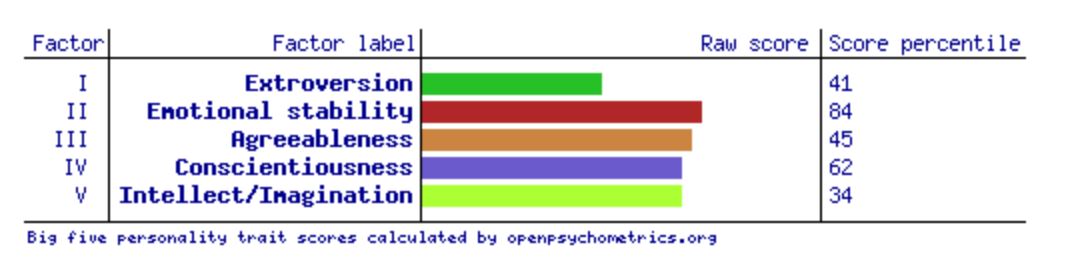 Factor Factor label Raw score Score percentile
I Extroversion 41
II Emotional stability 84
III Agreeableness 45
IV Conscientiousness 62
V Intellect/Imagination 34
Big five personality trait scores calculated by openpsychometrics.org